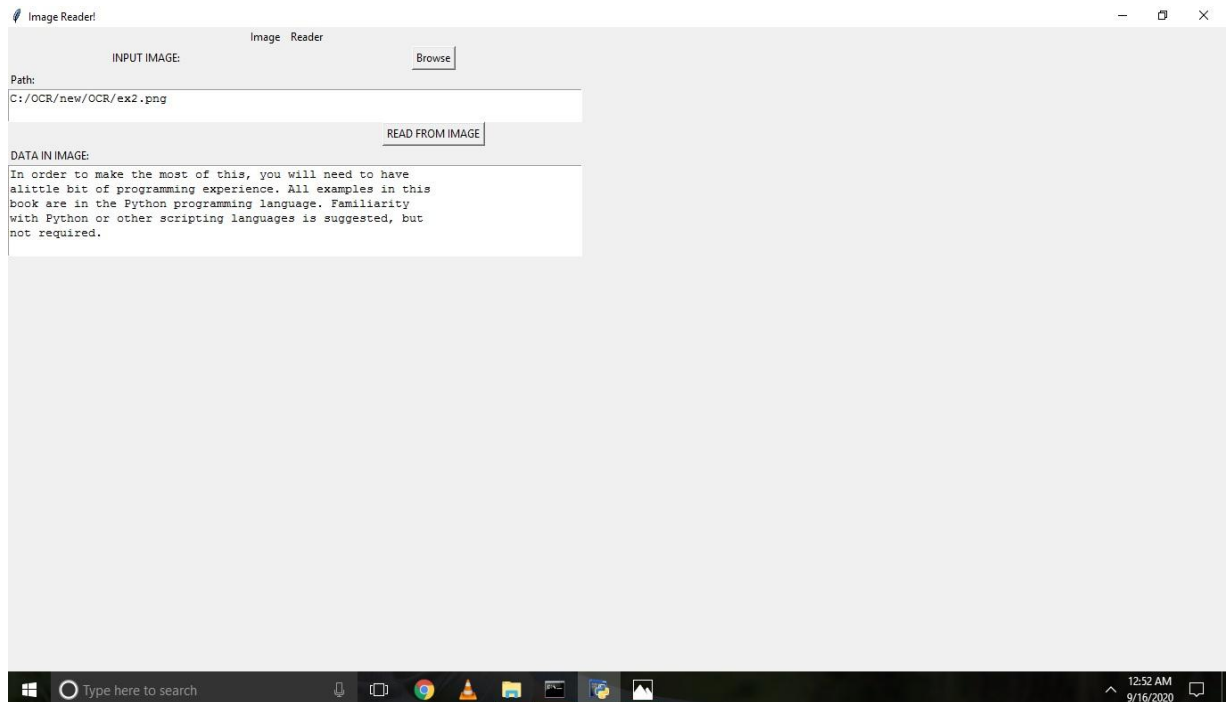 Image Reader!
Image Reader
INPUT IMAGE:
Browse
Path:
C:/OCR/new/OCR/ex2.png
READ FROM IMAGE
DATA IN IMAGE:
In order to make the most of this, you will need to have
alittle bit of programming experience. All examples in this
book are in the Python programming language. Familiarity
with Python or other scripting languages is suggested, but
not required.
Type here to search
12:52 AM
9/16/2020